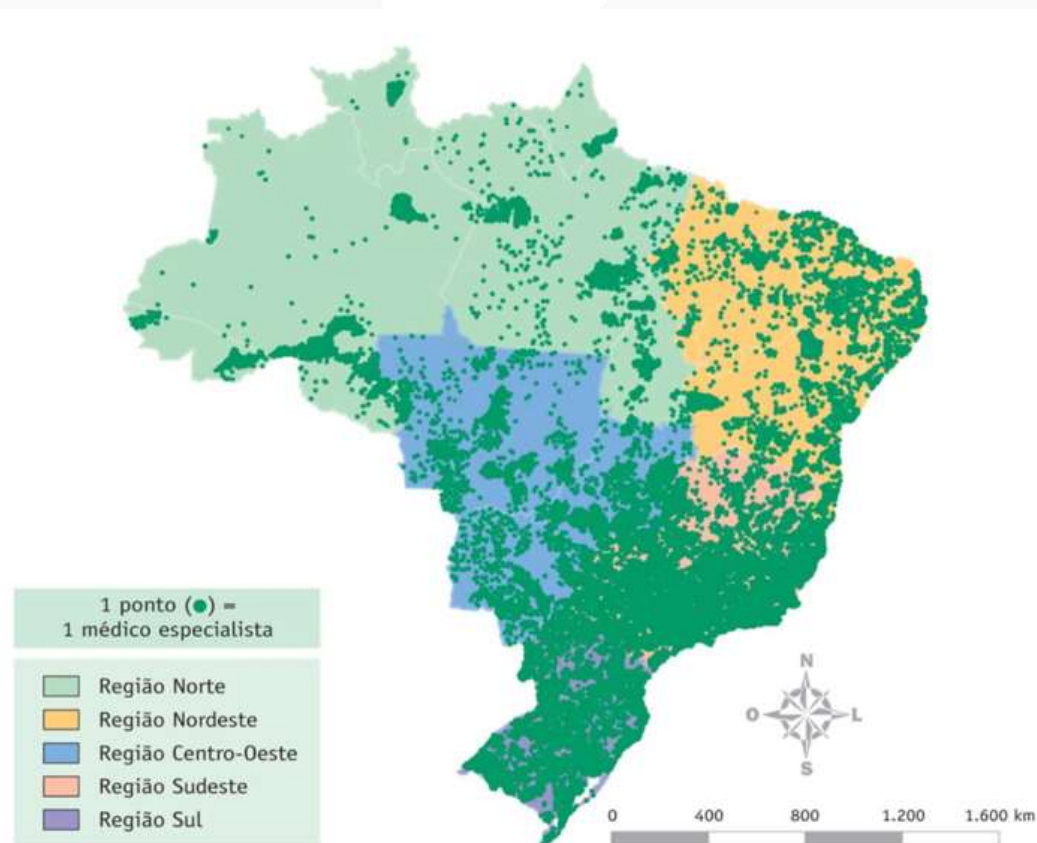 N
O
L
S
1 ponto (●) =
1 médico especialista
Região Norte
Região Nordeste
Região Centro-Oeste
Região Sudeste
Região Sul
0 400 800 1.200 1.600 km